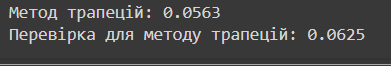 Метод трапецій: 0.0563
Перевірка для методу трапецій: 0.0625